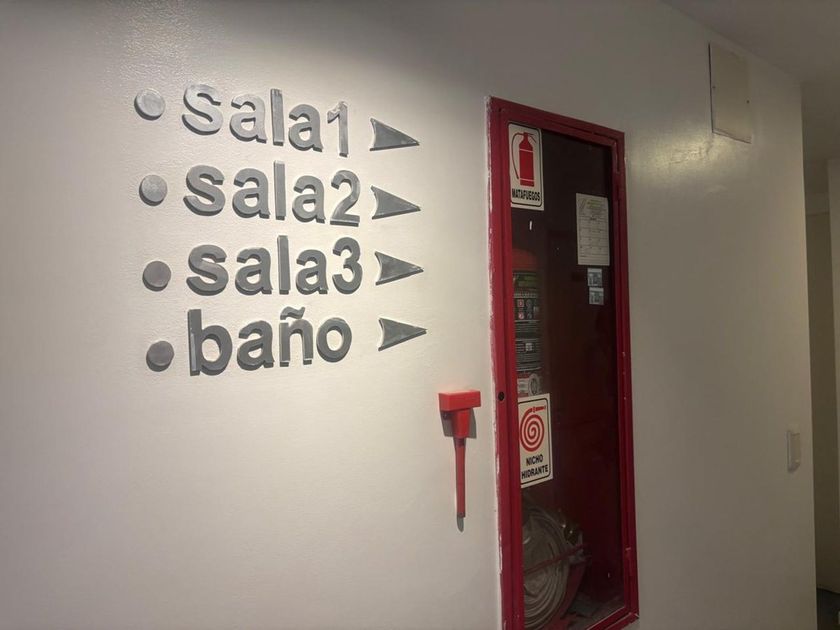 sala1
sala2
sala3
baño
MATAFUEGOS
NICHO
HIDRANTE